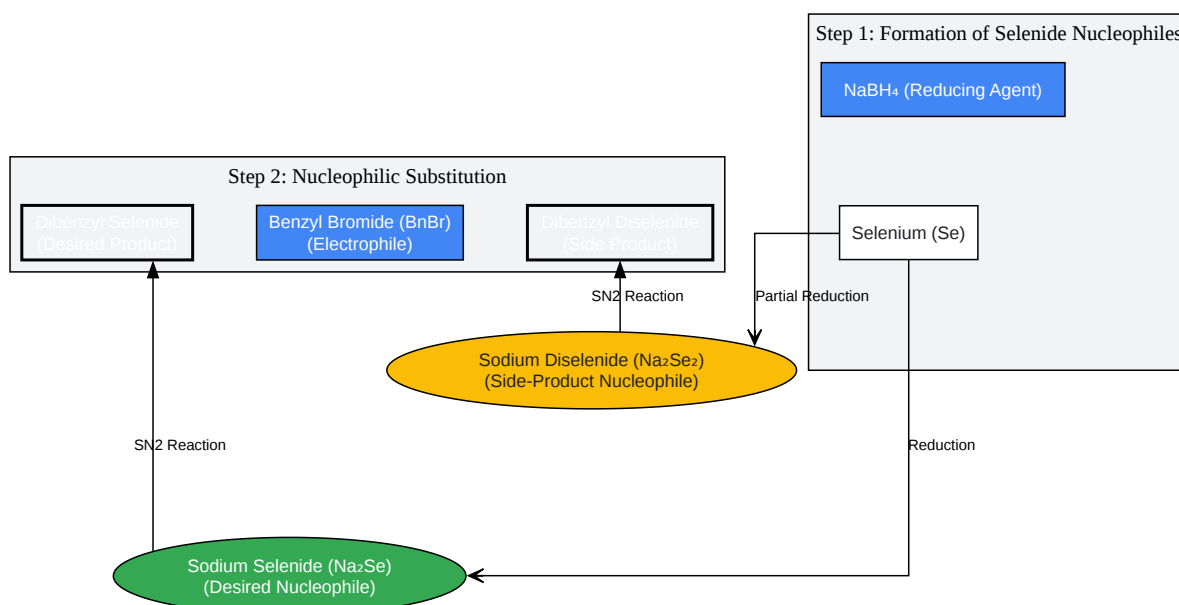 Step 1: Formation of Selenide Nucleophiles
NaBH₄ (Reducing Agent)
Step 2: Nucleophilic Substitution
Dibenzyl Selenide
(Desired Product)
Benzyl Bromide (BnBr)
(Electrophile)
Dibenzyl Diselenide
(Side Product)
Selenium (Se)
SN2 Reaction
Partial Reduction
Sodium Diselenide (Na₂Se₂)
(Side-Product Nucleophile)
SN2 Reaction
Reduction
Sodium Selenide (Na₂Se)
(Desired Nucleophile)